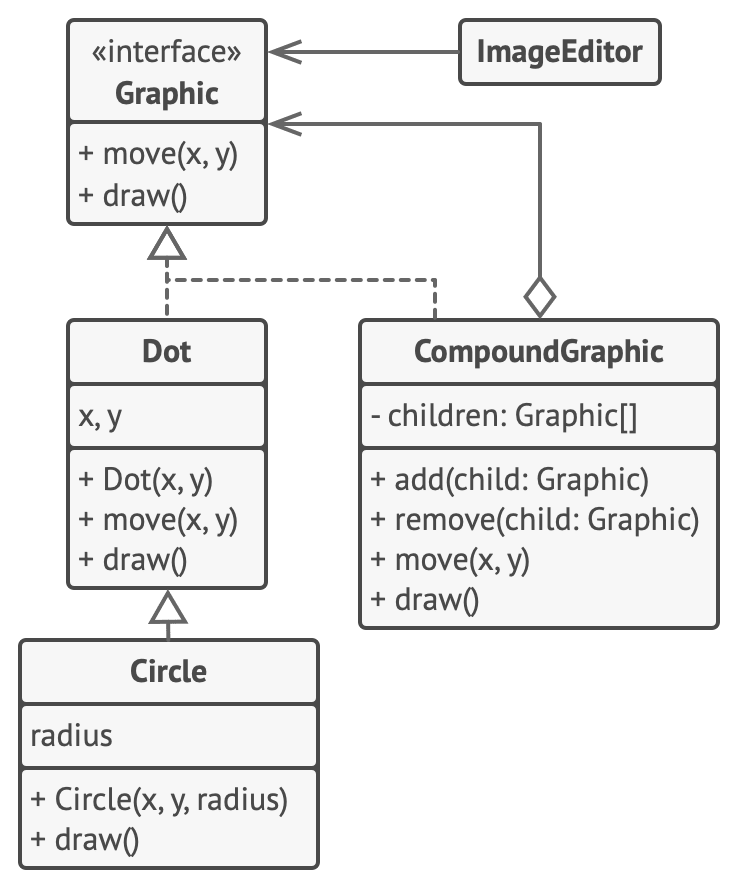 «interface»
Graphic
+ move(x, y)
+ draw()
ImageEditor
Dot
x, y
+ Dot(x, y)
+ move(x, y)
+ draw()
CompoundGraphic
- children: Graphic[]
+ add(child: Graphic)
+ remove(child: Graphic)
+ move(x, y)
+ draw()
Circle
radius
+ Circle(x, y, radius)
+ draw()